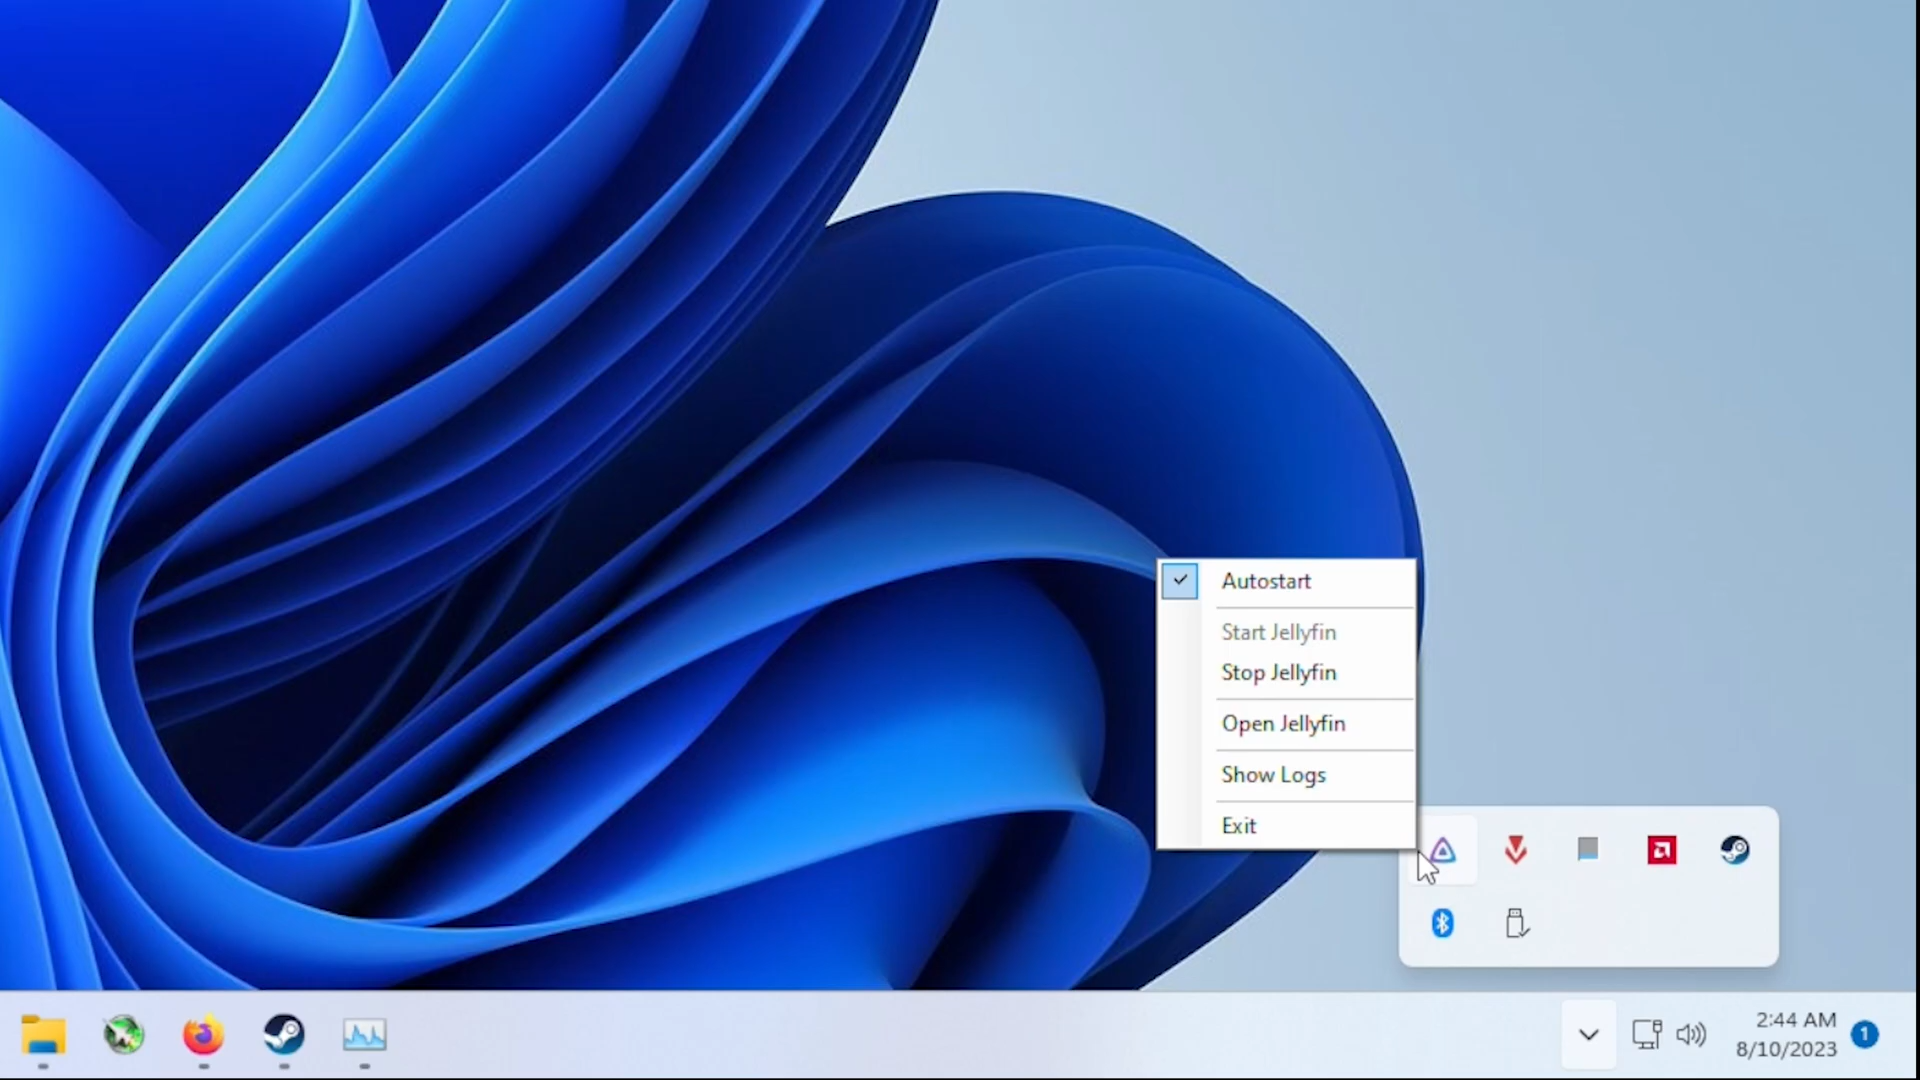 Autostart
Start Jellyfin
Stop Jellyfin
Open Jellyfin
Show Logs
Exit
2:44 AM
8/10/2023
1